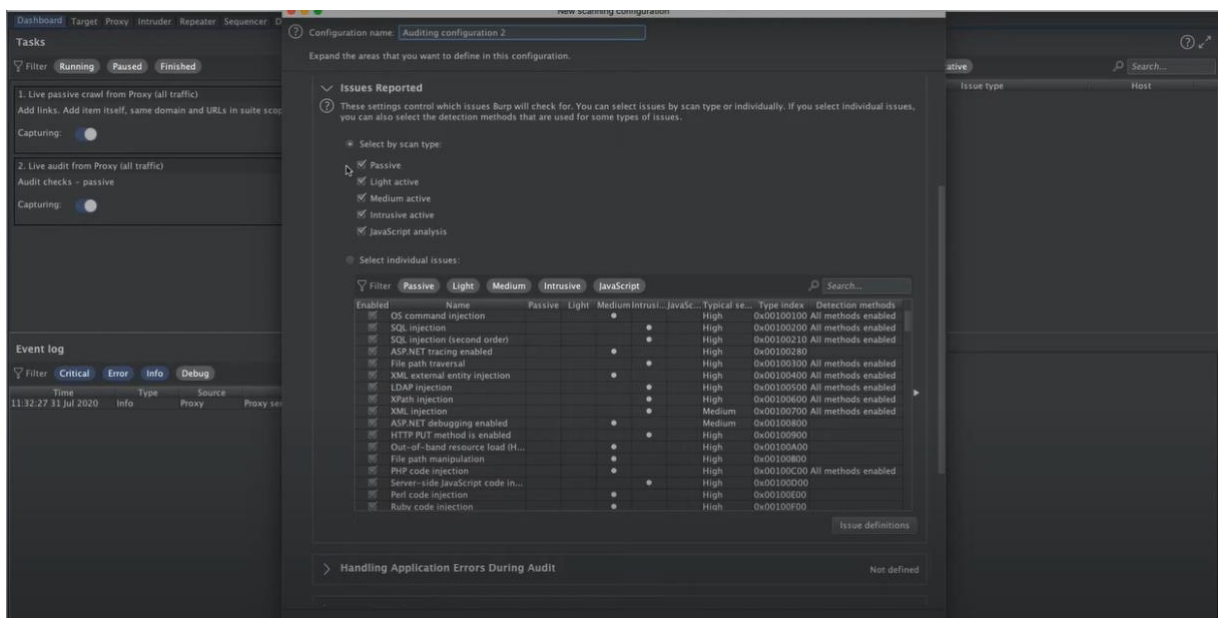 Dashboard Target Proxy Intruder Repeater Sequencer
New scanning configuration
Configuration name: Auditing configuration 2
Expand the areas that you want to define in this configuration.
Tasks
Filter Running Paused Finished
1. Live passive crawl from Proxy (all traffic)
Add links. Add item itself, same domain and URLs in suite scop
Capturing:
2. Live audit from Proxy (all traffic)
Audit checks - passive
Capturing:
Issues Reported
These settings control which issues Burp will check for. You can select issues by scan type or individually. If you select individual issues,
you can also select the detection methods that are used for some types of issues.
Select by scan type:
Passive
Light active
Medium active
Intrusive active
JavaScript analysis
Select individual issues:
Filter Passive Light Medium Intrusive JavaScript Search...
Enabled Name Passive Light Medium Intrusi... JavaSc... Typical se... Type index Detection methods
OS command injection High 0x00100100 All methods enabled
SQL injection High 0x00100200 All methods enabled
SQL injection (second order) High 0x00100210 All methods enabled
ASP.NET tracing enabled High 0x00100280
File path traversal High 0x00100300 All methods enabled
XML external entity injection High 0x00100400 All methods enabled
LDAP injection High 0x00100500 All methods enabled
XPath injection High 0x00100600 All methods enabled
XML injection Medium 0x00100700 All methods enabled
ASP.NET debugging enabled Medium 0x00100800
HTTP PUT method is enabled High 0x00100900
Out-of-band resource load (H... High 0x00100A00
File path manipulation High 0x00100B00
PHP code injection High 0x00100C00 All methods enabled
Server-side JavaScript code in... High 0x00100D00
Perl code injection High 0x00100E00
Ruby code injection High 0x00100F00
Issue definitions
Handling Application Errors During Audit Not defined
Event log
Filter Critical Error Info Debug
Time Type Source
11:32:27 31 Jul 2020 Info Proxy Proxy ser
ative Search...
Issue type Host